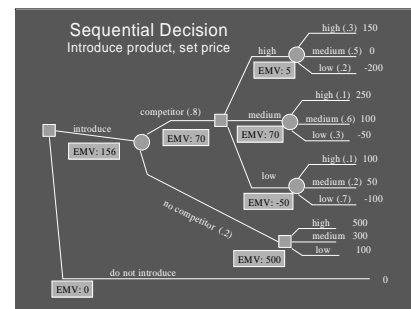 Sequential Decision
Introduce product, set price
high (.3) 150
high
medium (.5) 0
EMV: 5
low (.2) -200
high (.1) 250
competitor (.8)
medium
medium (.6) 100
introduce
EMV: 70
EMV: 70
low (.3) -50
EMV: 156
high (.1) 100
low
medium (.2) 50
EMV: -50
low (.7) -100
no competitor (.2)
high 500
medium 300
low 100
EMV: 500
do not introduce
0
EMV: 0